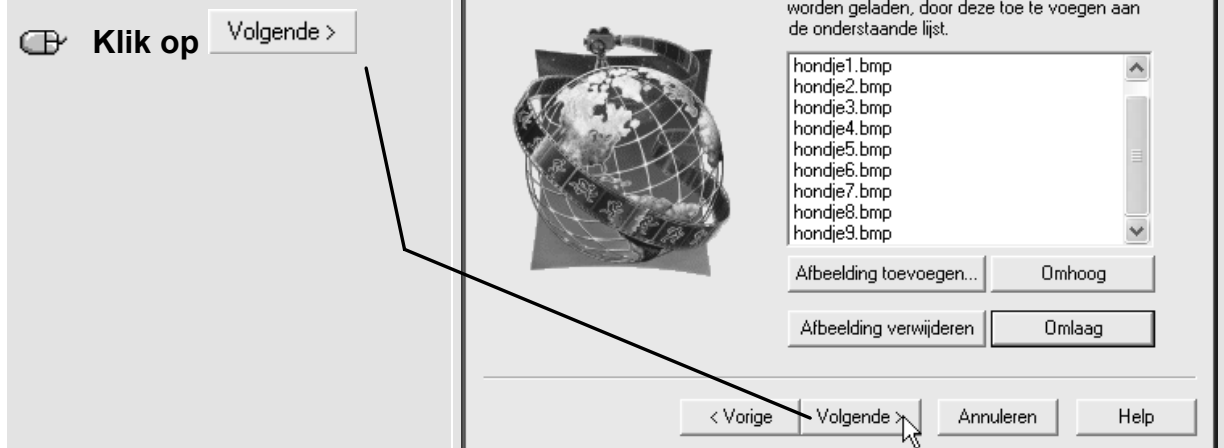 Klik op Volgende >
worden geladen, door deze toe te voegen aan
de onderstaande lijst.
hondje1.bmp
hondje2.bmp
hondje3.bmp
hondje4.bmp
hondje5.bmp
hondje6.bmp
hondje7.bmp
hondje8.bmp
hondje9.bmp
Afbeelding toevoegen... Omhoog
Afbeelding verwijderen Omlaag
< Vorige Volgende > Annuleren Help